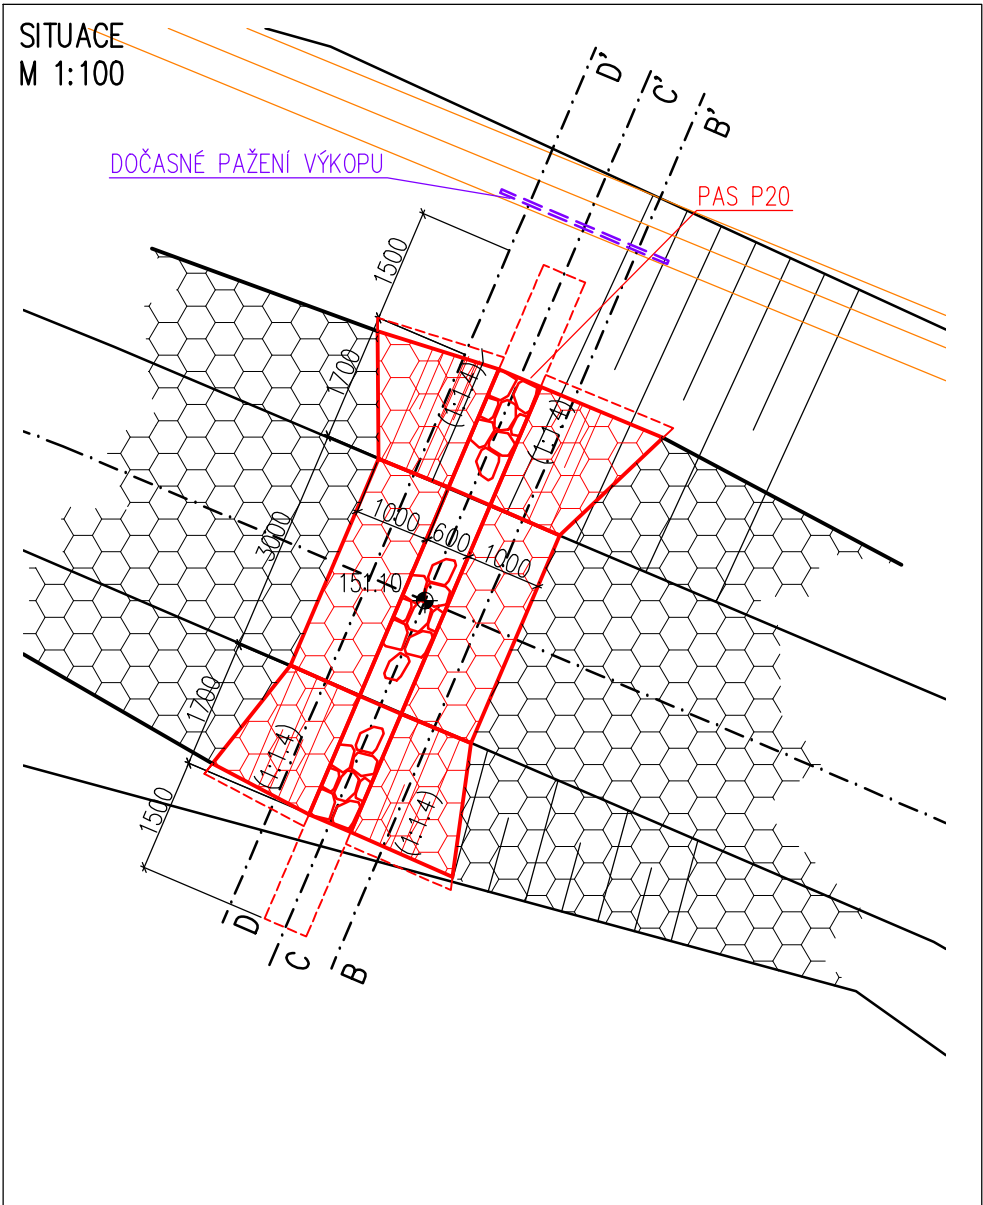 SITUACE
M 1:100
D'
C'
B'
DOČASNÉ PAŽENÍ VÝKOPU
PAS P20
1500
1700
(1:1.4)
(1:1.4)
3000
1000
600
1000
151.10
1700
(1:1.4)
(1:1.4)
1500
D
C
B